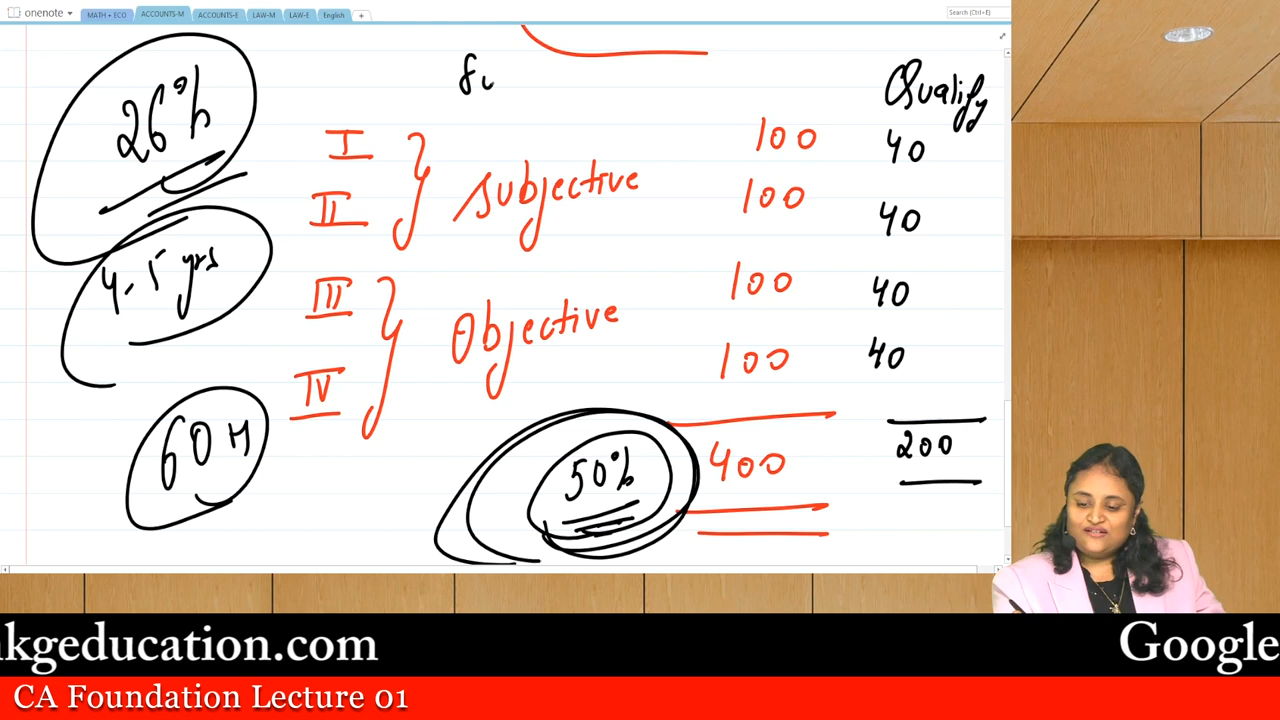 onenote
MATH + ECO ACCOUNTS-M ACCOUNTS-E LAW-M LAW-E English
Search (Ctrl+E)
Qualify
26%
I 100 40
Subjective
II 100 40
4.5 yrs
III 100 40
Objective
IV 100 40
60 M
50% 400 200
kgeducation.com Google
CA Foundation Lecture 01